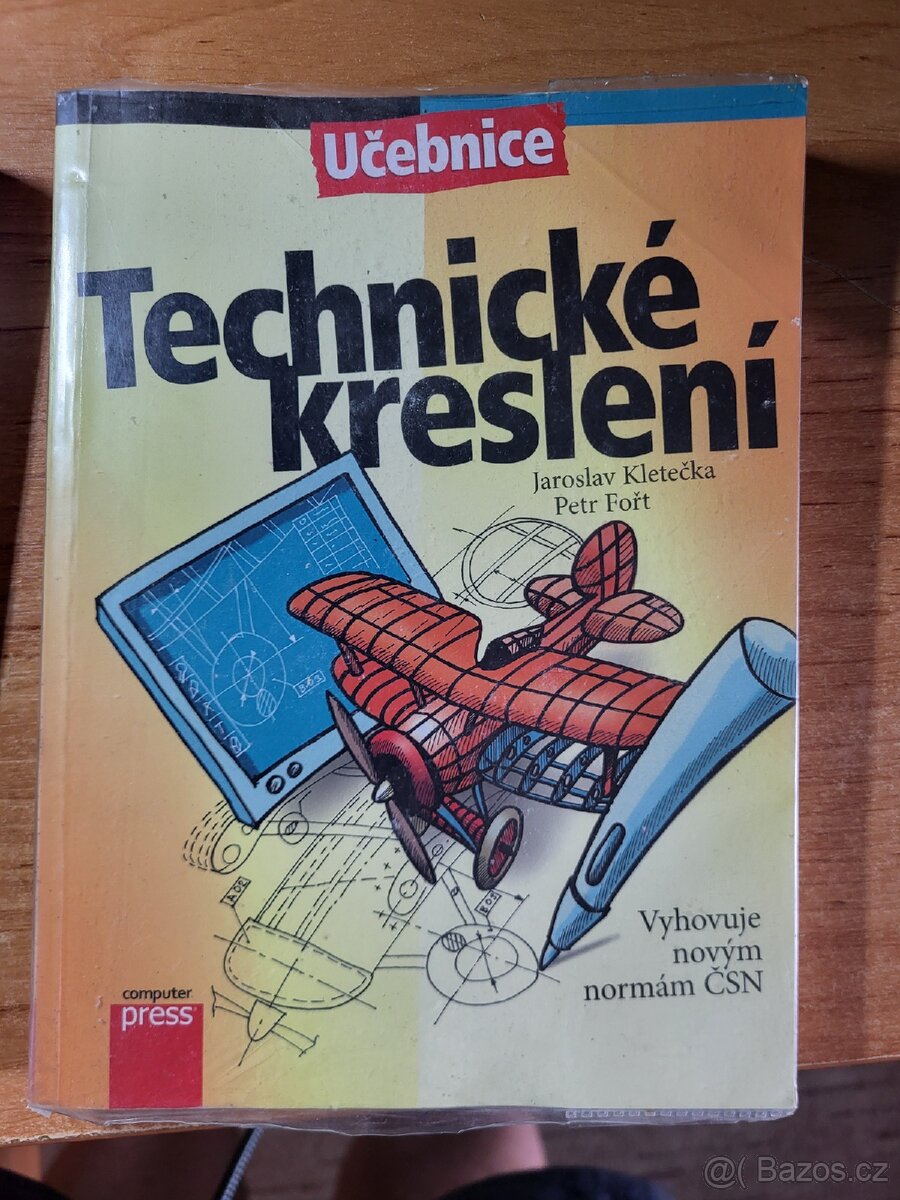 Učebnice
Technické
kreslení
Jaroslav Kletečka
Petr Fořt
Vyhovuje
novým
normám ČSN
computer
press
@( Bazos.cz